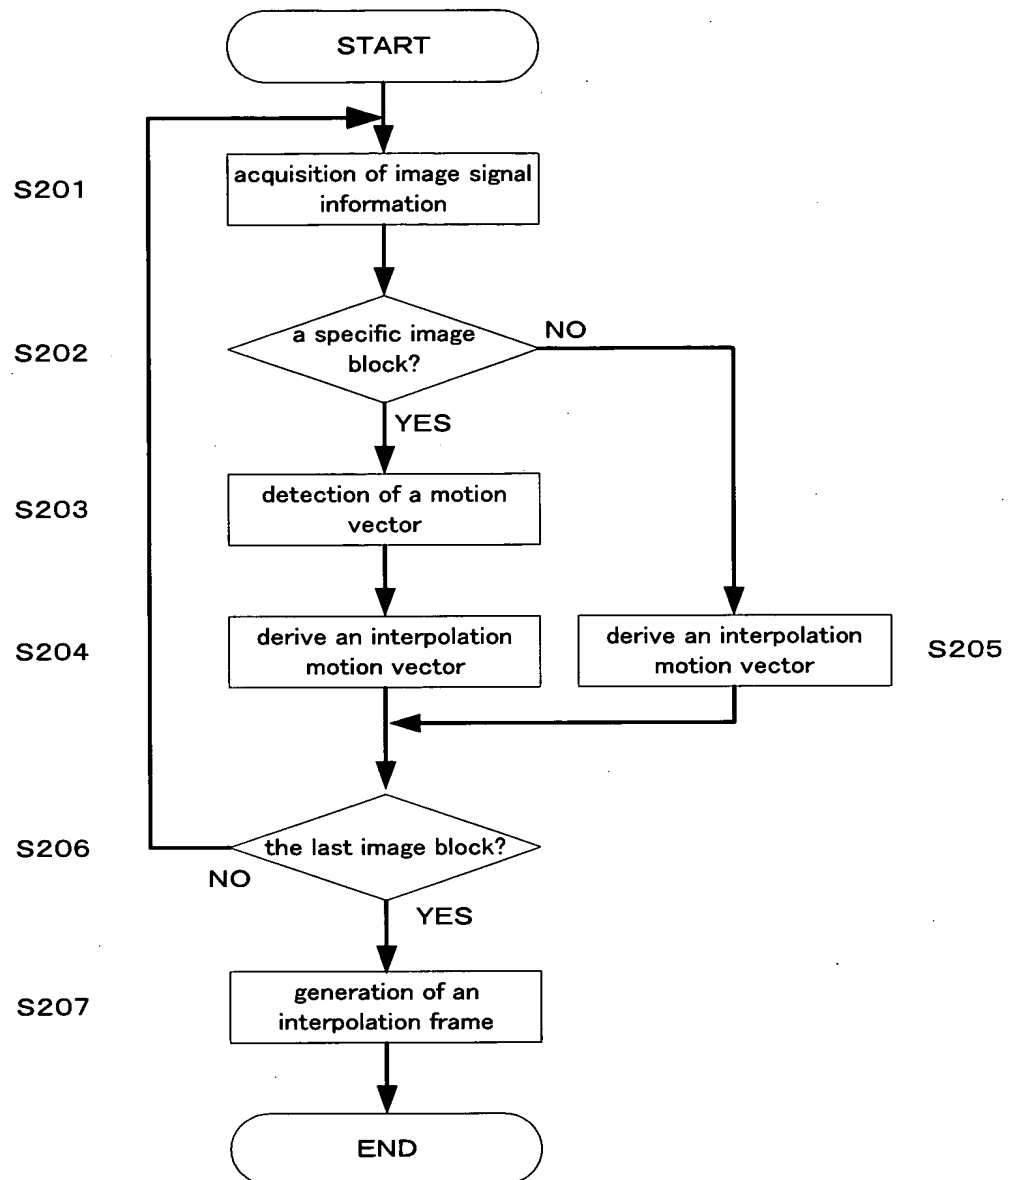 START
S201
acquisition of image signal
information
S202
a specific image
block?
NO
YES
S203
detection of a motion
vector
S204
derive an interpolation
motion vector
derive an interpolation
motion vector
S205
S206
the last image block?
NO
YES
S207
generation of an
interpolation frame
END